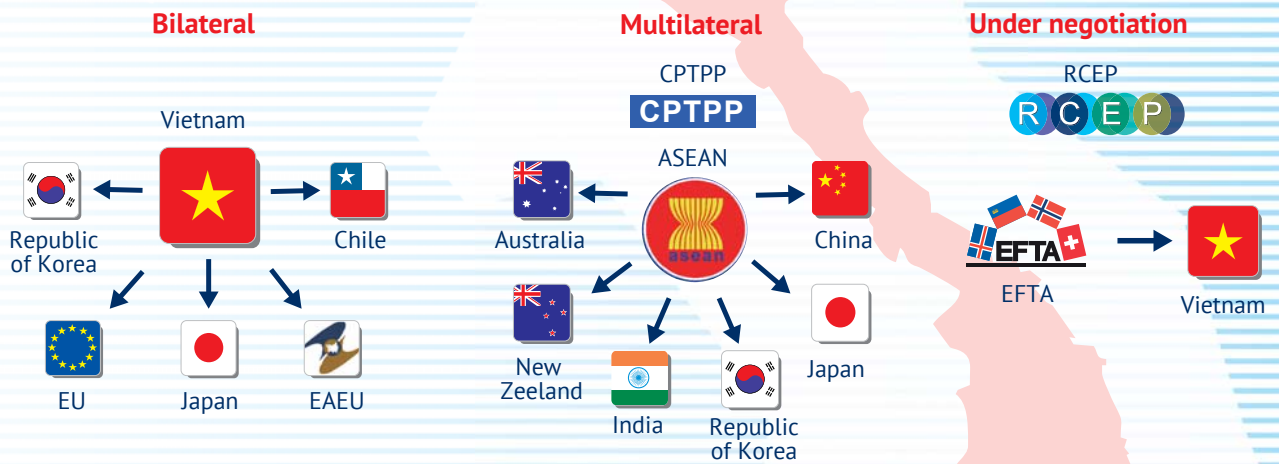 Bilateral
Vietnam
Republic
of Korea
Chile
EU
Japan
EAEU
Multilateral
CPTPP
CPTPP
ASEAN
asean
Australia
China
New
Zeeland
India
Republic
of Korea
Japan
Under negotiation
RCEP
RCEP
EFTA
EFTA
Vietnam